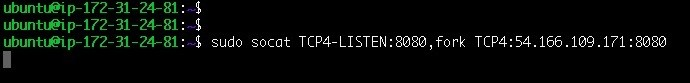 ubuntu@ip-172-31-24-81:~$
ubuntu@ip-172-31-24-81:~$
ubuntu@ip-172-31-24-81:~$ sudo socat TCP4-LISTEN:8080,fork TCP4:54.166.109.171:8080